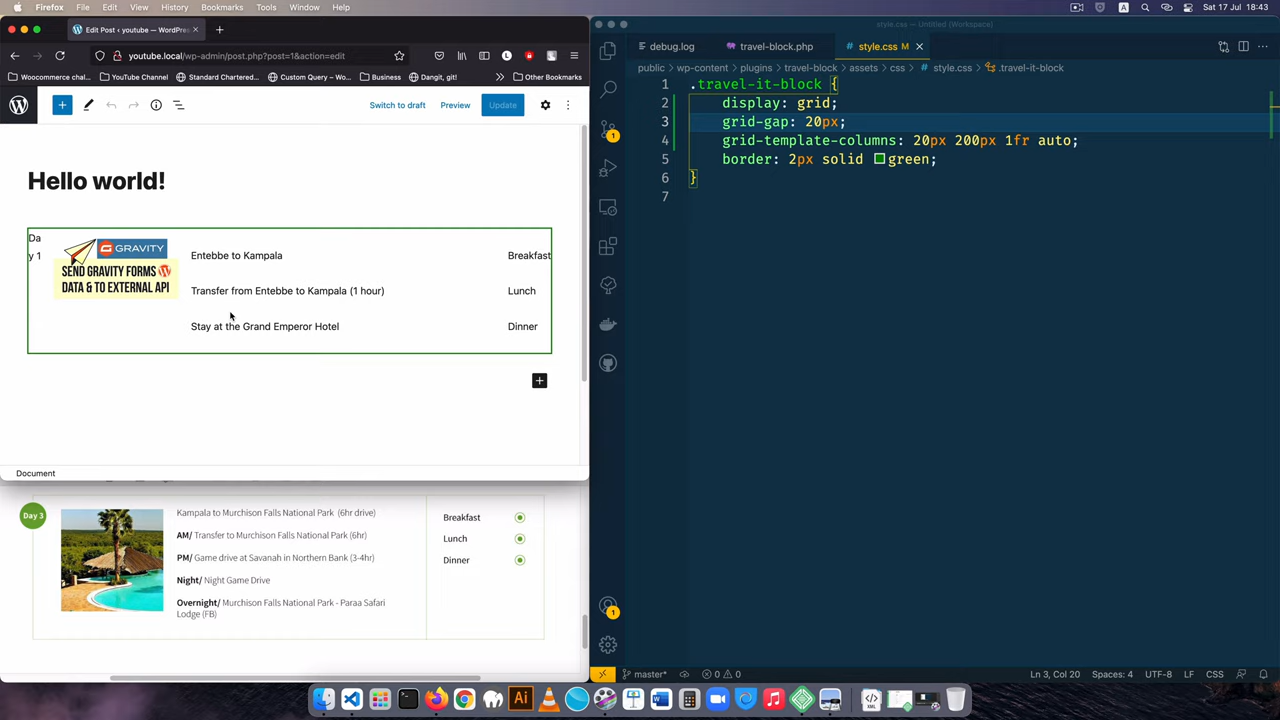 Firefox File Edit View History Bookmarks Tools Window Help
Sat 17 Jul 18:43
Edit Post ‹ youtube — WordPres
youtube.local/wp-admin/post.php?post=1&action=edit
Woocommerce chal... YouTube Channel Standard Chartered... Custom Query – Wo... Business Dangit, git! Other Bookmarks
Switch to draft Preview Update
Hello world!
Da
y 1
GRAVITY
SEND GRAVITY FORMS
DATA & TO EXTERNAL API
Entebbe to Kampala
Transfer from Entebbe to Kampala (1 hour)
Stay at the Grand Emperor Hotel
Breakfast
Lunch
Dinner
Document
Day 3
Kampala to Murchison Falls National Park (6hr drive)
AM/ Transfer to Murchison Falls National Park (6hr)
PM/ Game drive at Savanah in Northern Bank (3-4hr)
Night/ Night Game Drive
Overnight/ Murchison Falls National Park - Paraa Safari
Lodge (FB)
Breakfast
Lunch
Dinner
style.css — Untitled (Workspace)
debug.log travel-block.php style.css M
public › wp-content › plugins › travel-block › assets › css › style.css › .travel-it-block
1 .travel-it-block {
2 display: grid;
3 grid-gap: 20px;
4 grid-template-columns: 20px 200px 1fr auto;
5 border: 2px solid green;
6 }
7
1
1
master* 0 0 Ln 3, Col 20 Spaces: 4 UTF-8 LF CSS
Ai